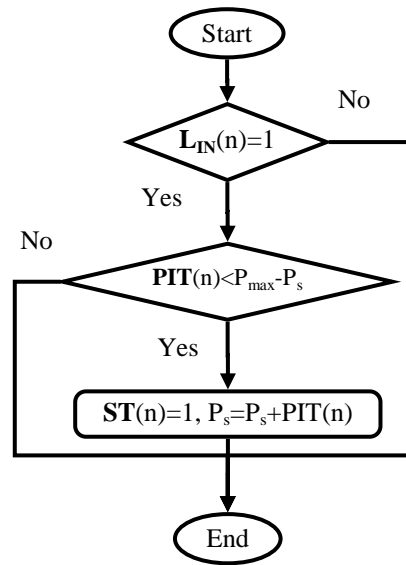 Start
No
L_IN(n)=1
Yes
No
PIT(n)<P_max-P_s
Yes
ST(n)=1, P_s=P_s+PIT(n)
End